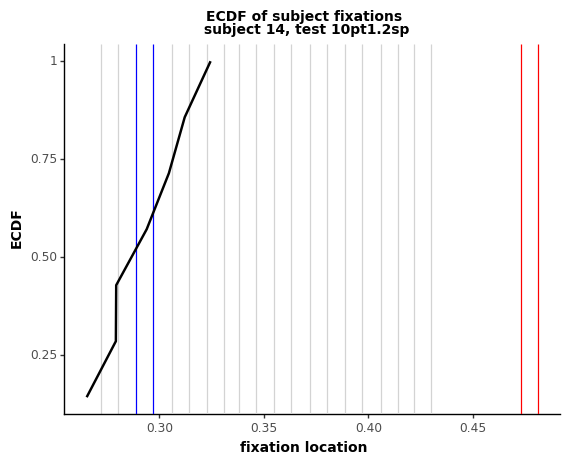 ECDF of subject fixations
subject 14, test 10pt1.2sp
1
0.75
0.50
0.25
ECDF
0.30 0.35 0.40 0.45
fixation location